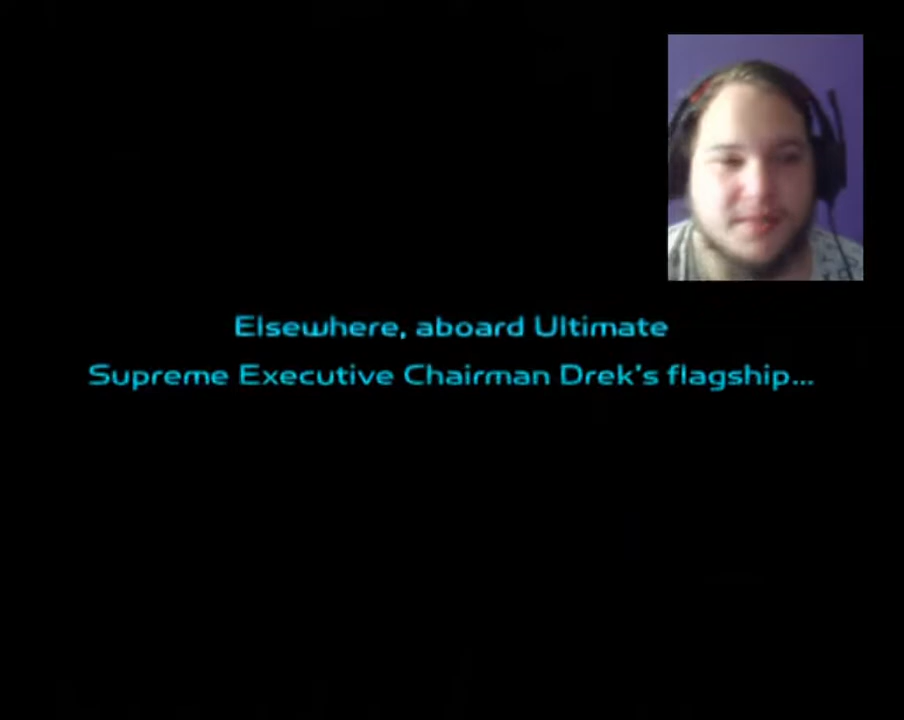 Elsewhere, aboard Ultimate
Supreme Executive Chairman Drek's flagship...